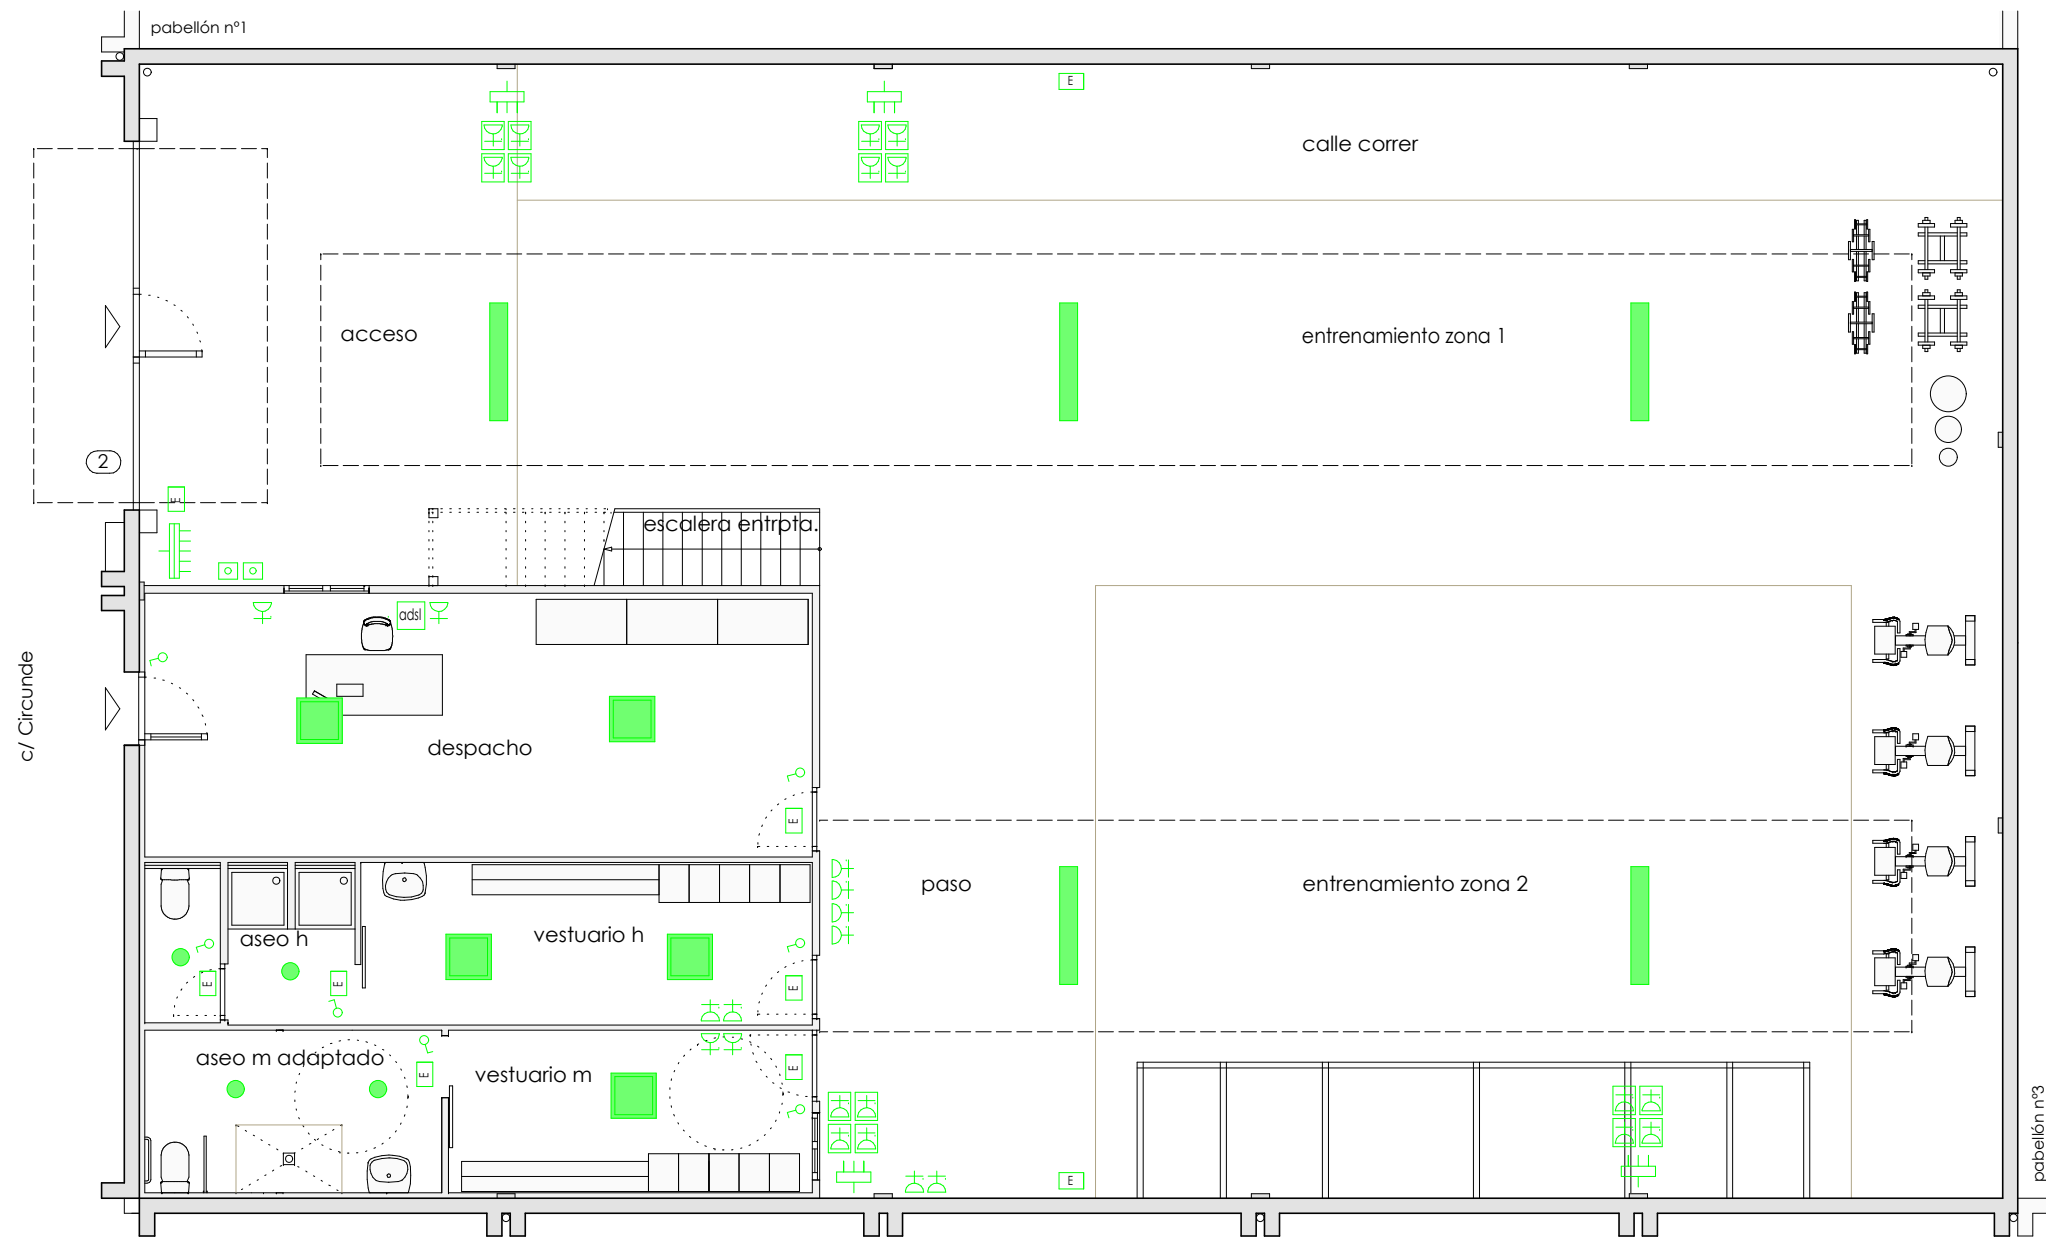 pabellón nº1
E
calle correr
acceso
entrenamiento zona 1
2
E
escalera entrpta.
adsl
c/ Circunde
despacho
E
paso
entrenamiento zona 2
aseo h
vestuario h
E
E
E
aseo m adaptado
vestuario m
E
E
E
pabellón nº3